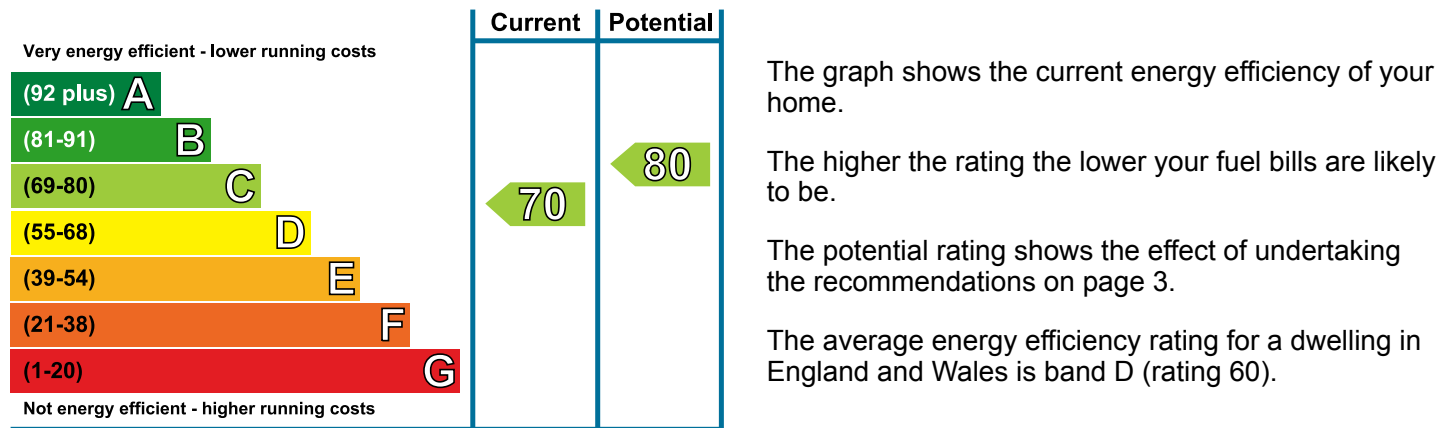 Current Potential
Very energy efficient - lower running costs
(92 plus) A
(81-91) B
(69-80) C
(55-68) D
(39-54) E
(21-38) F
(1-20) G
Not energy efficient - higher running costs
70
80
The graph shows the current energy efficiency of your
home.
The higher the rating the lower your fuel bills are likely
to be.
The potential rating shows the effect of undertaking
the recommendations on page 3.
The average energy efficiency rating for a dwelling in
England and Wales is band D (rating 60).